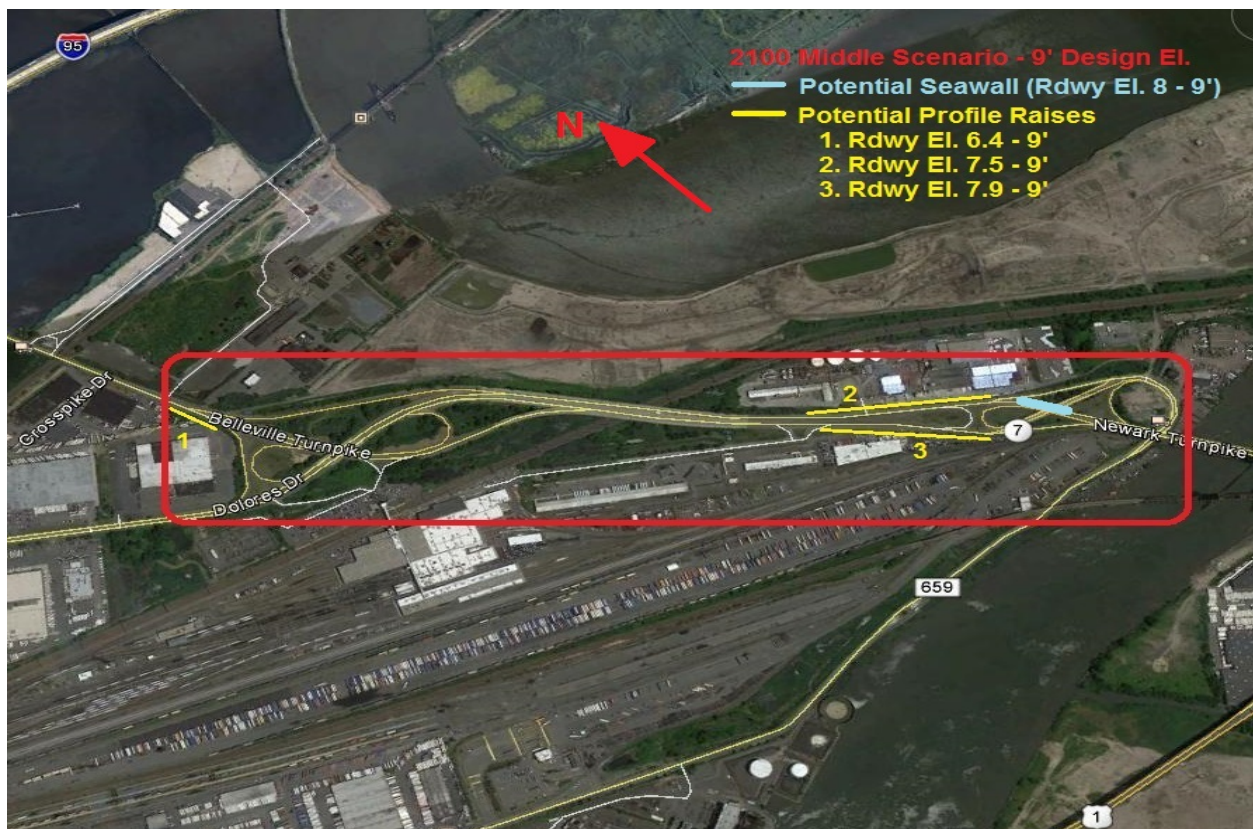 95
2100 Middle Scenario - 9' Design El.
Potential Seawall (Rdwy El. 8 - 9')
Potential Profile Raises
N
1. Rdwy El. 6.4 - 9'
2. Rdwy El. 7.5 - 9'
3. Rdwy El. 7.9 - 9'
Grosspike Dr
2
Belleville Turnpike
1
7
Newark Turnpike
3
Dolores Dr
659
1